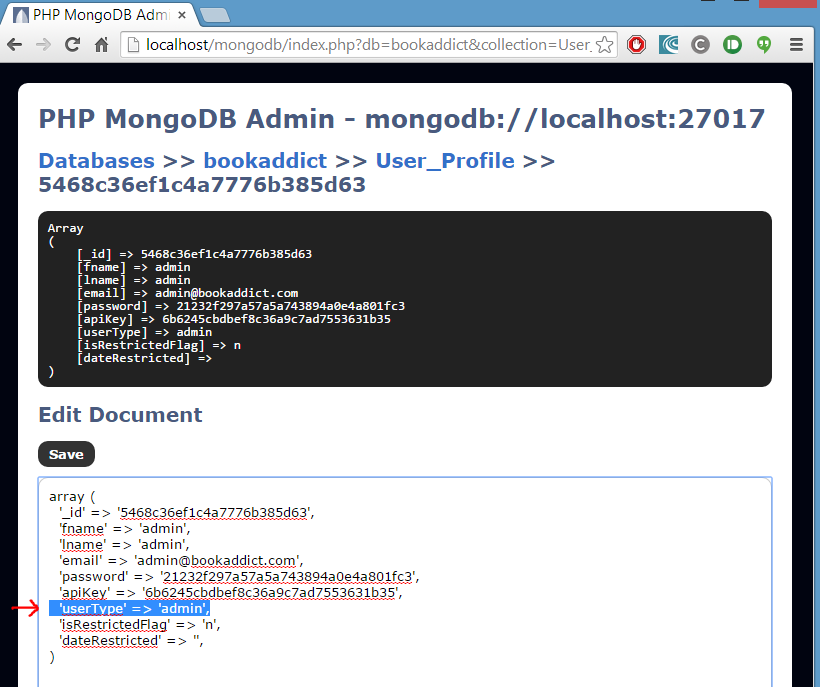 PHP MongoDB Admi
localhost/mongodb/index.php?db=bookaddict&collection=User_
PHP MongoDB Admin - mongodb://localhost:27017
Databases >> bookaddict >> User_Profile >>
5468c36ef1c4a7776b385d63
Array
(
[_id] => 5468c36ef1c4a7776b385d63
[fname] => admin
[lname] => admin
[email] => admin@bookaddict.com
[password] => 21232f297a57a5a743894a0e4a801fc3
[apiKey] => 6b6245cbdbef8c36a9c7ad7553631b35
[userType] => admin
[isRestrictedFlag] => n
[dateRestricted] =>
)
Edit Document
Save
array (
'_id' => '5468c36ef1c4a7776b385d63',
'fname' => 'admin',
'lname' => 'admin',
'email' => 'admin@bookaddict.com',
'password' => '21232f297a57a5a743894a0e4a801fc3',
'apiKey' => '6b6245cbdbef8c36a9c7ad7553631b35',
'userType' => 'admin',
'isRestrictedFlag' => 'n',
'dateRestricted' => '',
)